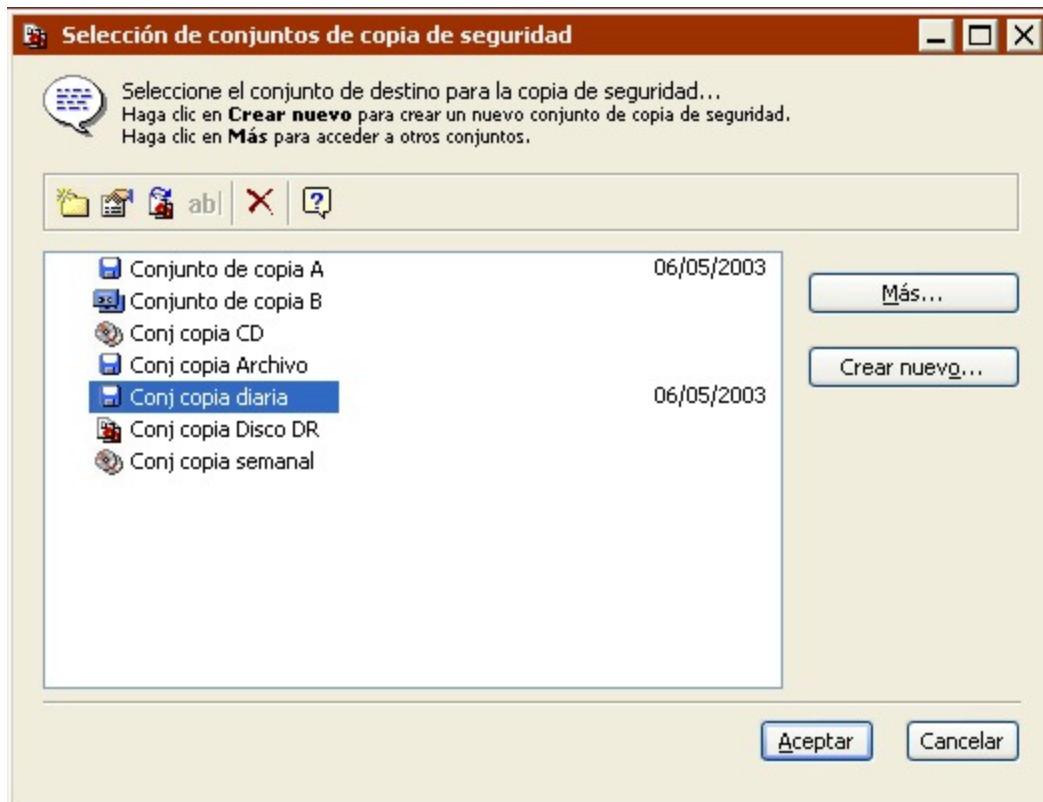 Selección de conjuntos de copia de seguridad
Seleccione el conjunto de destino para la copia de seguridad...
Haga clic en Crear nuevo para crear un nuevo conjunto de copia de seguridad.
Haga clic en Más para acceder a otros conjuntos.
ab|
Conjunto de copia A 06/05/2003
Conjunto de copia B
Conj copia CD
Conj copia Archivo
Conj copia diaria 06/05/2003
Conj copia Disco DR
Conj copia semanal
Más...
Crear nuevo...
Aceptar Cancelar